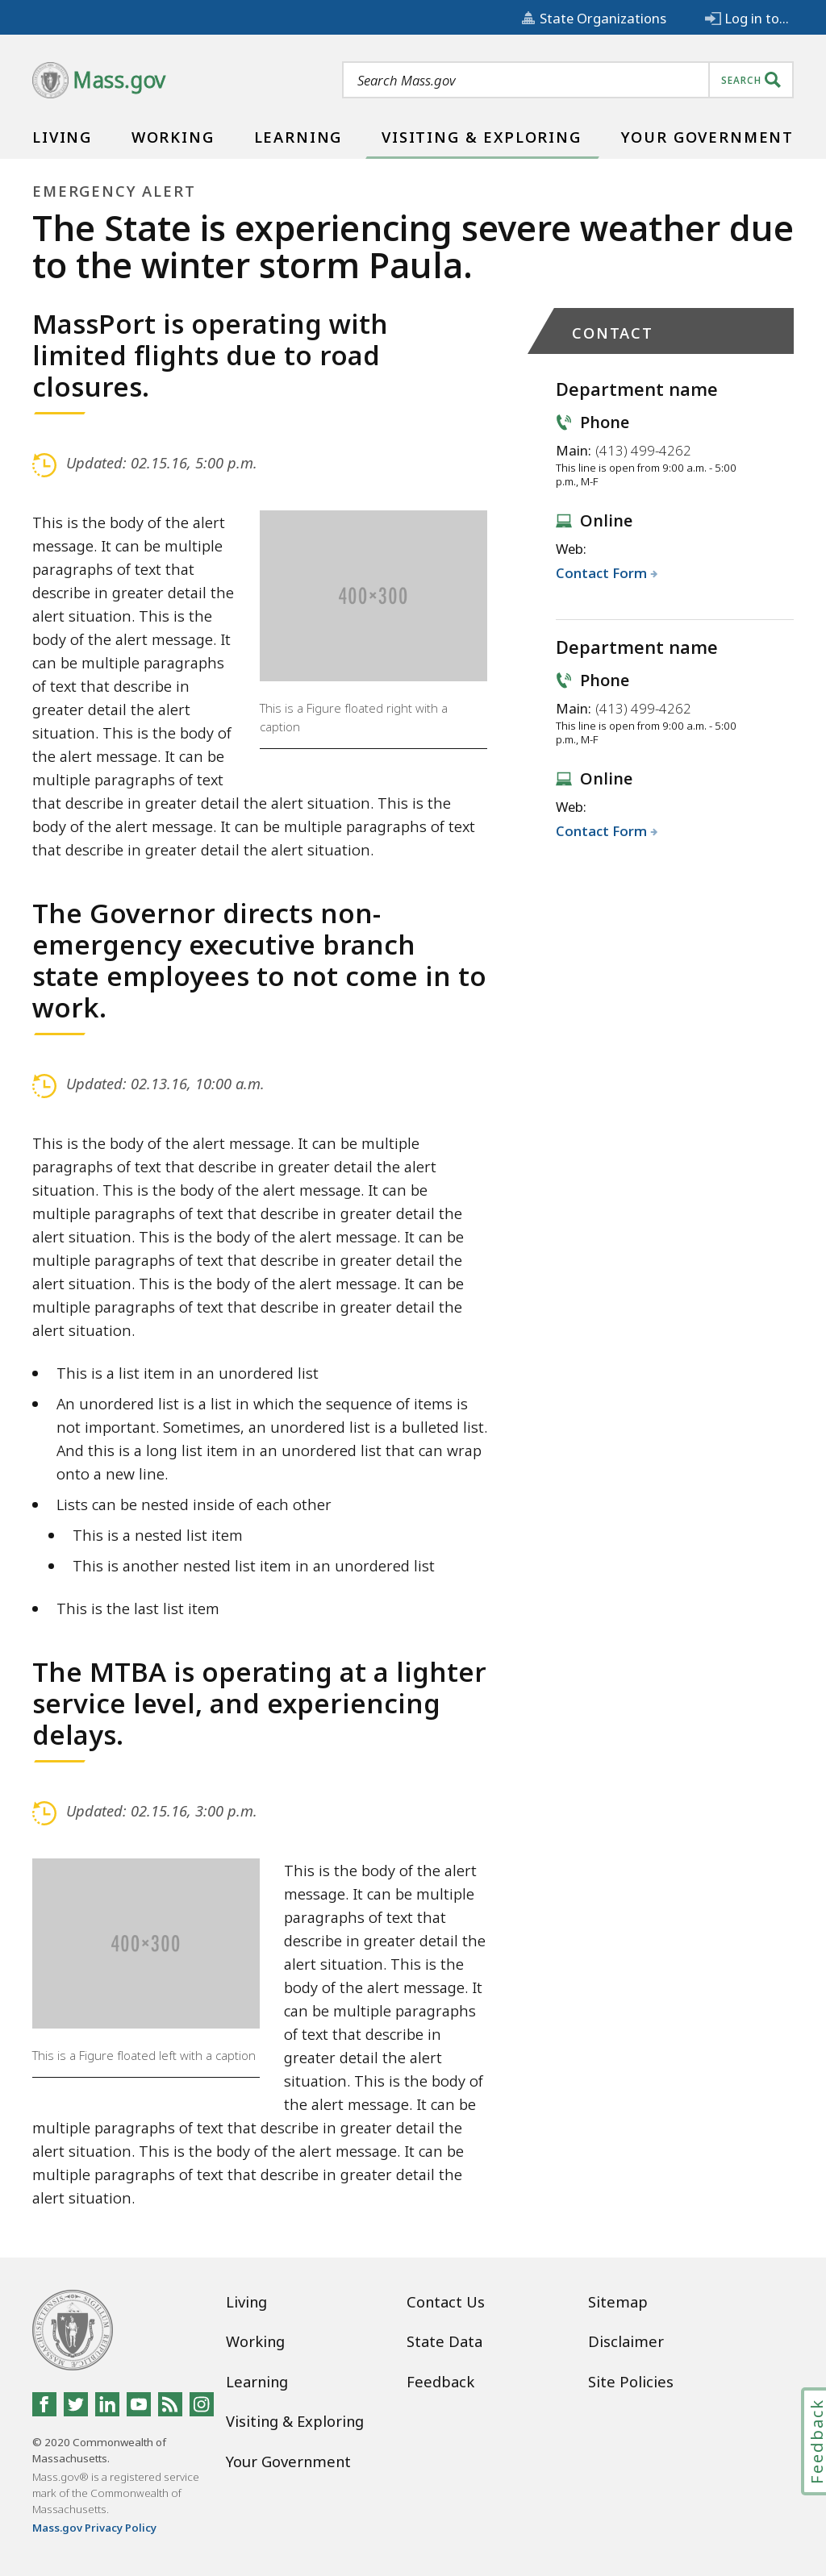 State Organizations
Log in to...
Mass.gov
Search Mass.gov
SEARCH
LIVING
WORKING
LEARNING
VISITING & EXPLORING
YOUR GOVERNMENT
EMERGENCY ALERT
The State is experiencing severe weather due
to the winter storm Paula.
MassPort is operating with
limited flights due to road
closures.
Updated: 02.15.16, 5:00 p.m.
This is the body of the alert
message. It can be multiple
paragraphs of text that
describe in greater detail the
alert situation. This is the
body of the alert message. It
can be multiple paragraphs
of text that describe in
greater detail the alert
situation. This is the body of
the alert message. It can be
multiple paragraphs of text
that describe in greater detail the alert situation. This is the
body of the alert message. It can be multiple paragraphs of text
that describe in greater detail the alert situation.
400×300
This is a Figure floated right with a
caption
The Governor directs non-
emergency executive branch
state employees to not come in to
work.
Updated: 02.13.16, 10:00 a.m.
This is the body of the alert message. It can be multiple
paragraphs of text that describe in greater detail the alert
situation. This is the body of the alert message. It can be
multiple paragraphs of text that describe in greater detail the
alert situation. This is the body of the alert message. It can be
multiple paragraphs of text that describe in greater detail the
alert situation. This is the body of the alert message. It can be
multiple paragraphs of text that describe in greater detail the
alert situation.
This is a list item in an unordered list
An unordered list is a list in which the sequence of items is
not important. Sometimes, an unordered list is a bulleted list.
And this is a long list item in an unordered list that can wrap
onto a new line.
Lists can be nested inside of each other
This is a nested list item
This is another nested list item in an unordered list
This is the last list item
The MTBA is operating at a lighter
service level, and experiencing
delays.
Updated: 02.15.16, 3:00 p.m.
400×300
This is a Figure floated left with a caption
This is the body of the alert
message. It can be multiple
paragraphs of text that
describe in greater detail the
alert situation. This is the
body of the alert message. It
can be multiple paragraphs
of text that describe in
greater detail the alert
situation. This is the body of
the alert message. It can be
multiple paragraphs of text that describe in greater detail the
alert situation. This is the body of the alert message. It can be
multiple paragraphs of text that describe in greater detail the
alert situation.
CONTACT
Department name
Phone
Main: (413) 499-4262
This line is open from 9:00 a.m. - 5:00
p.m., M-F
Online
Web:
Contact Form
Department name
Phone
Main: (413) 499-4262
This line is open from 9:00 a.m. - 5:00
p.m., M-F
Online
Web:
Contact Form
© 2020 Commonwealth of
Massachusetts.
Mass.gov® is a registered service
mark of the Commonwealth of
Massachusetts.
Mass.gov Privacy Policy
Living
Working
Learning
Visiting & Exploring
Your Government
Contact Us
State Data
Feedback
Sitemap
Disclaimer
Site Policies
Feedback